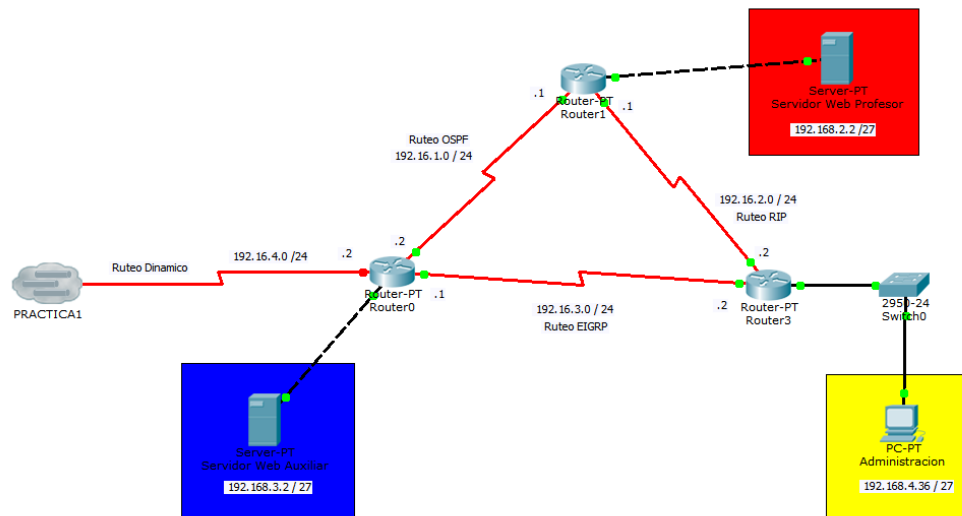 Server-PT
Servidor Web Profesor
192.168.2.2 /27
.1
Router-PT
Router1
.1
Ruteo OSPF
192.16.1.0 / 24
192.16.2.0 / 24
Ruteo RIP
Ruteo Dinamico
192.16.4.0 /24
.2
.2
.2
PRACTICA1
Router-PT
Router0
.1
192.16.3.0 / 24
Ruteo EIGRP
.2
Router-PT
Router3
2950-24
Switch0
Server-PT
Servidor Web Auxiliar
192.168.3.2 / 27
PC-PT
Administracion
192.168.4.36 / 27